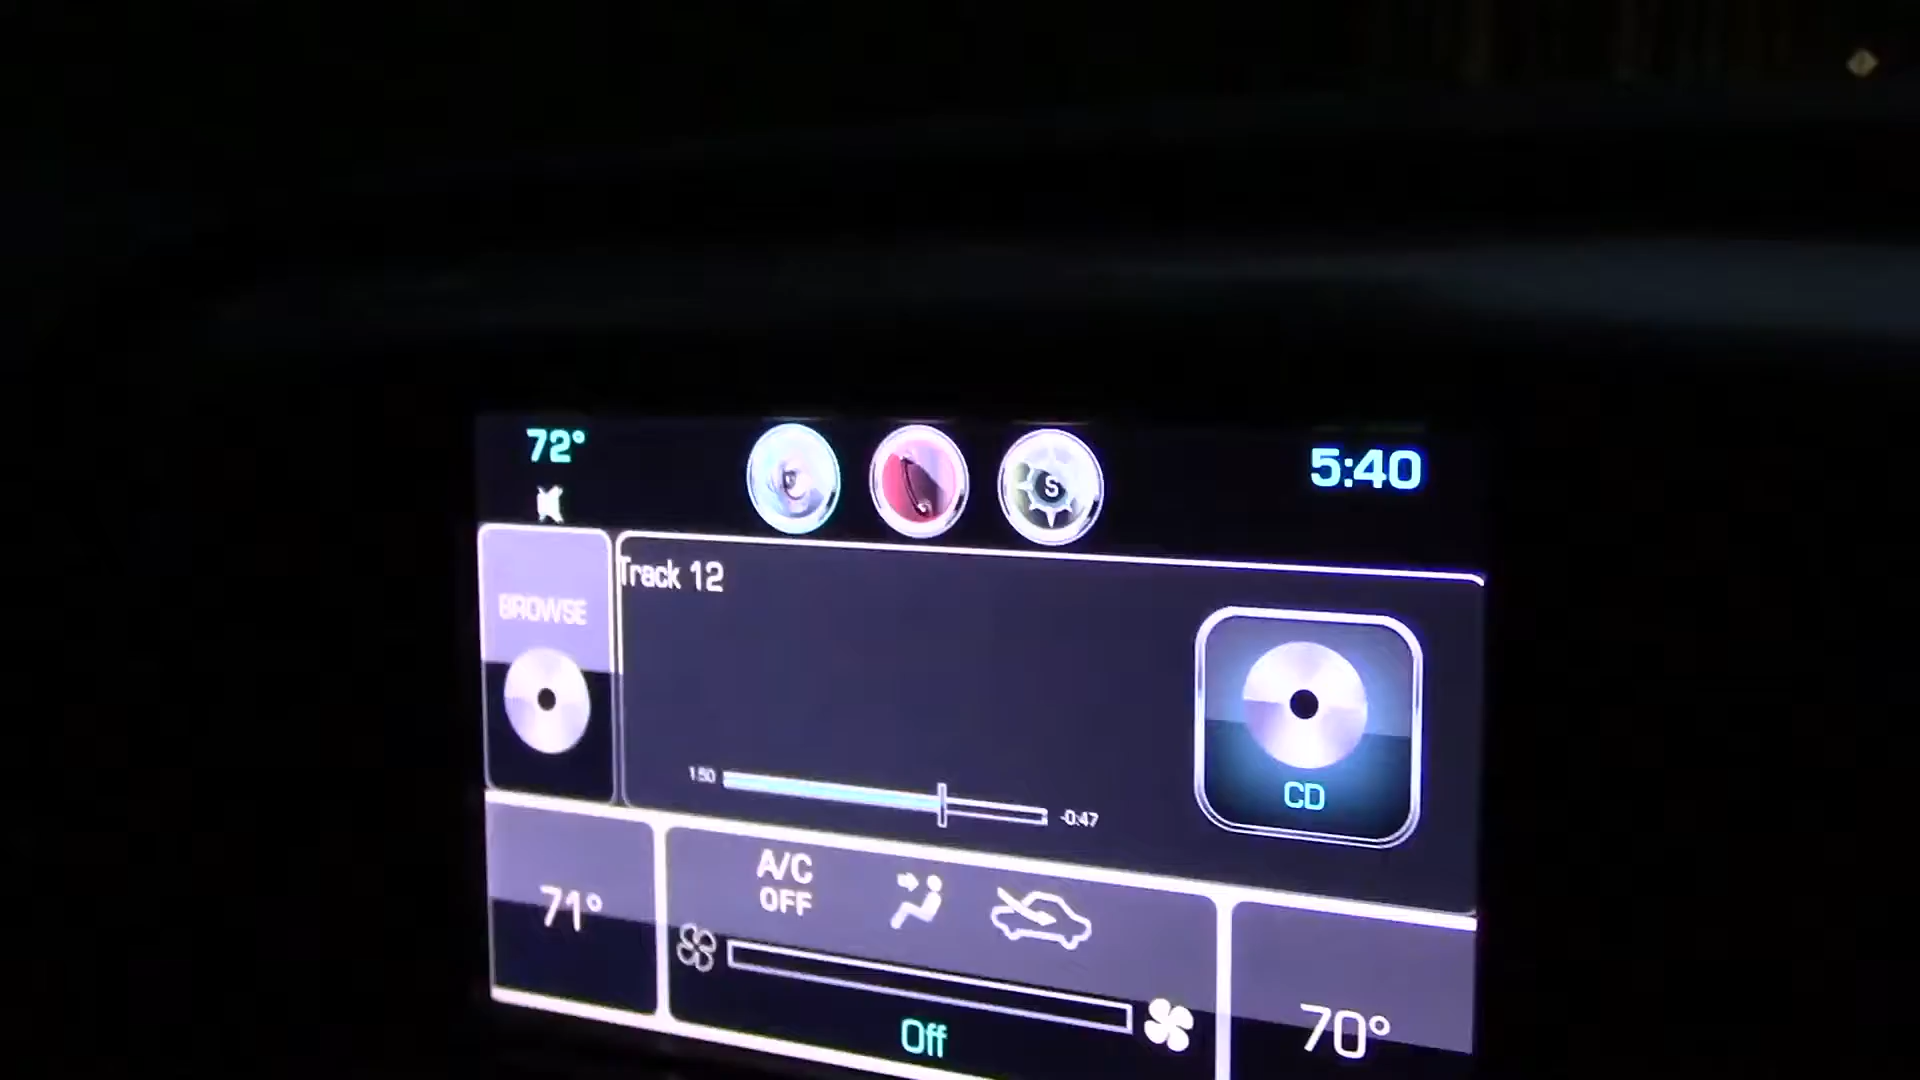 72°
S
5:40
BROWSE
Track 12
1:50
-0:47
CD
A/C
OFF
71°
Off
70°